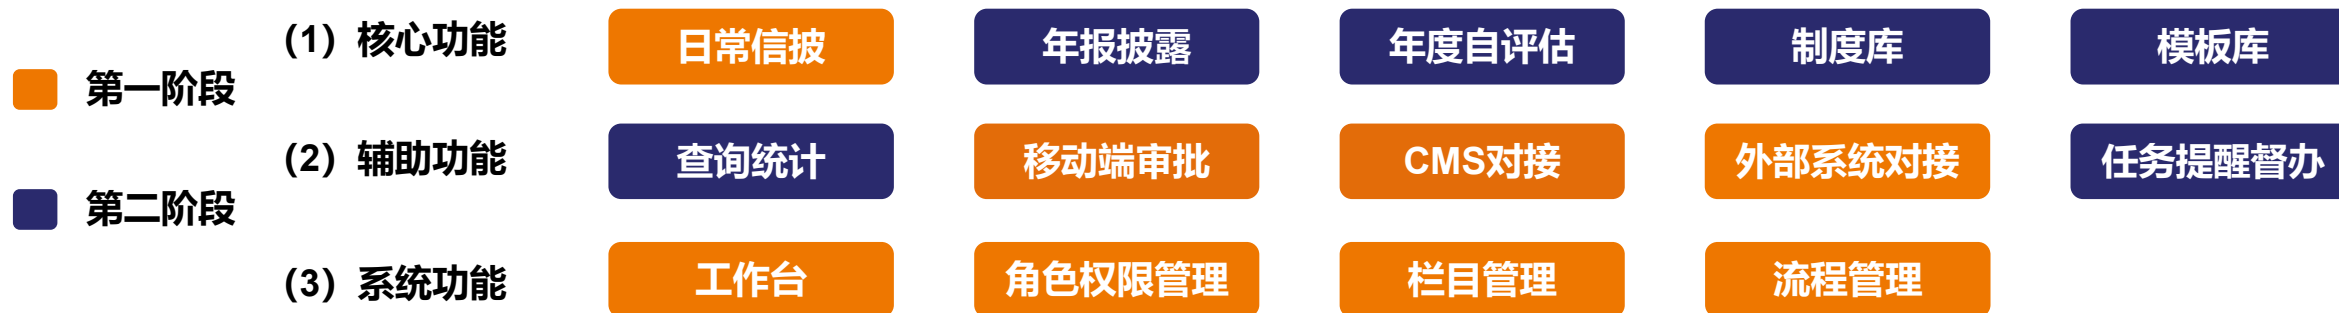 （1）核心功能 日常信披 年报披露 年度自评估 制度库 模板库
第一阶段
（2）辅助功能 查询统计 移动端审批 CMS对接 外部系统对接 任务提醒督办
第二阶段
（3）系统功能 工作台 角色权限管理 栏目管理 流程管理